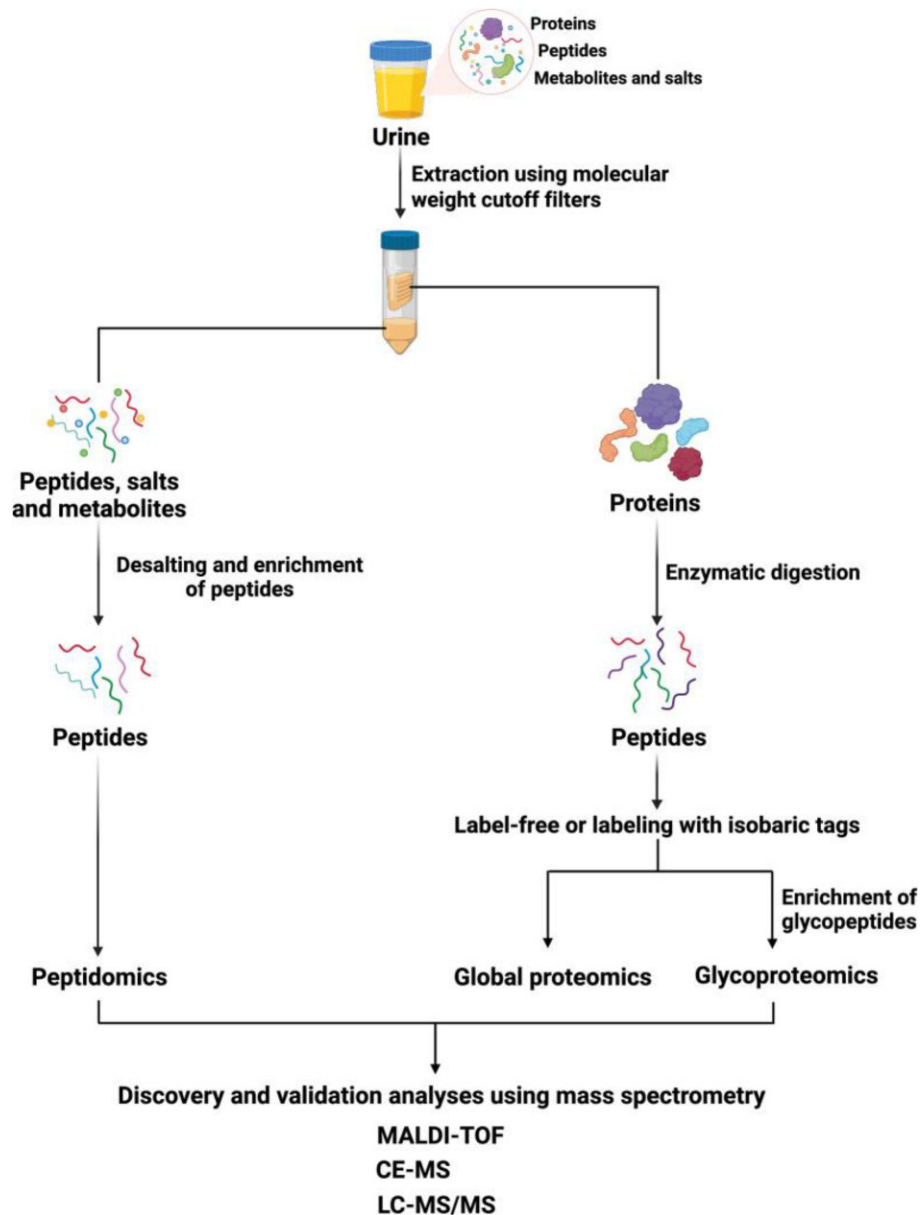 Proteins
Peptides
Metabolites and salts
Urine
Extraction using molecular
weight cutoff filters
Peptides, salts
and metabolites
Proteins
Desalting and enrichment
of peptides
Enzymatic digestion
Peptides
Peptides
Label-free or labeling with isobaric tags
Enrichment of
glycopeptides
Peptidomics
Global proteomics
Glycoproteomics
Discovery and validation analyses using mass spectrometry
MALDI-TOF
CE-MS
LC-MS/MS